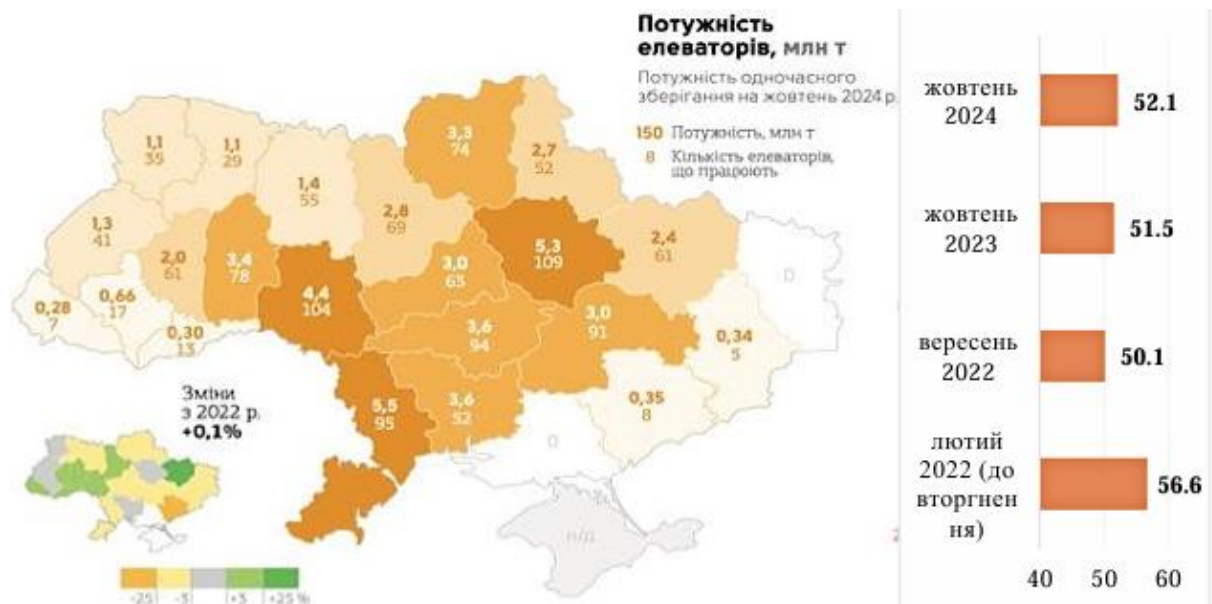 Потужність
елеваторів, млн т
Потужність одночасного
зберігання на жовтень 2024 р.
150 Потужність, млн т
8 Кількість елеваторів,
що працюють
1,1
35
1,1
29
1,4
55
2,8
69
3,3
74
2,7
52
1,3
41
2,0
61
3,4
78
4,4
104
3,0
65
5,3
109
2,4
61
0
0,28
7
0,66
17
0,30
13
3,6
94
3,0
91
0,34
5
5,5
95
3,6
52
0,35
8
0
н/д
Зміни
з 2022 р.
+0,1%
-25 -3 +3 +25 %
жовтень
2024
52.1
жовтень
2023
51.5
вересень
2022
50.1
лютий
2022 (до
вторгнен
ня)
56.6
40 50 60